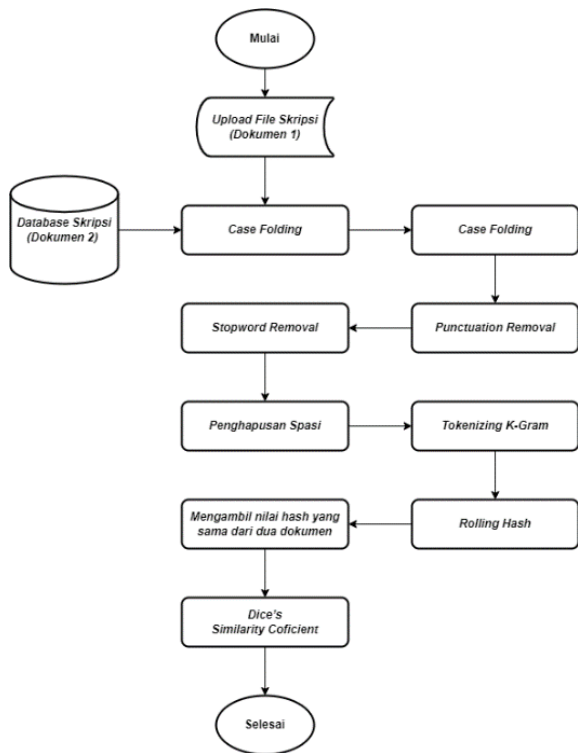 Mulai
Upload File Skripsi
(Dokumen 1)
Database Skripsi
(Dokumen 2)
Case Folding
Case Folding
Punctuation Removal
Stopword Removal
Penghapusan Spasi
Tokenizing K-Gram
Rolling Hash
Mengambil nilai hash yang
sama dari dua dokumen
Dice's
Similarity Coficient
Selesai